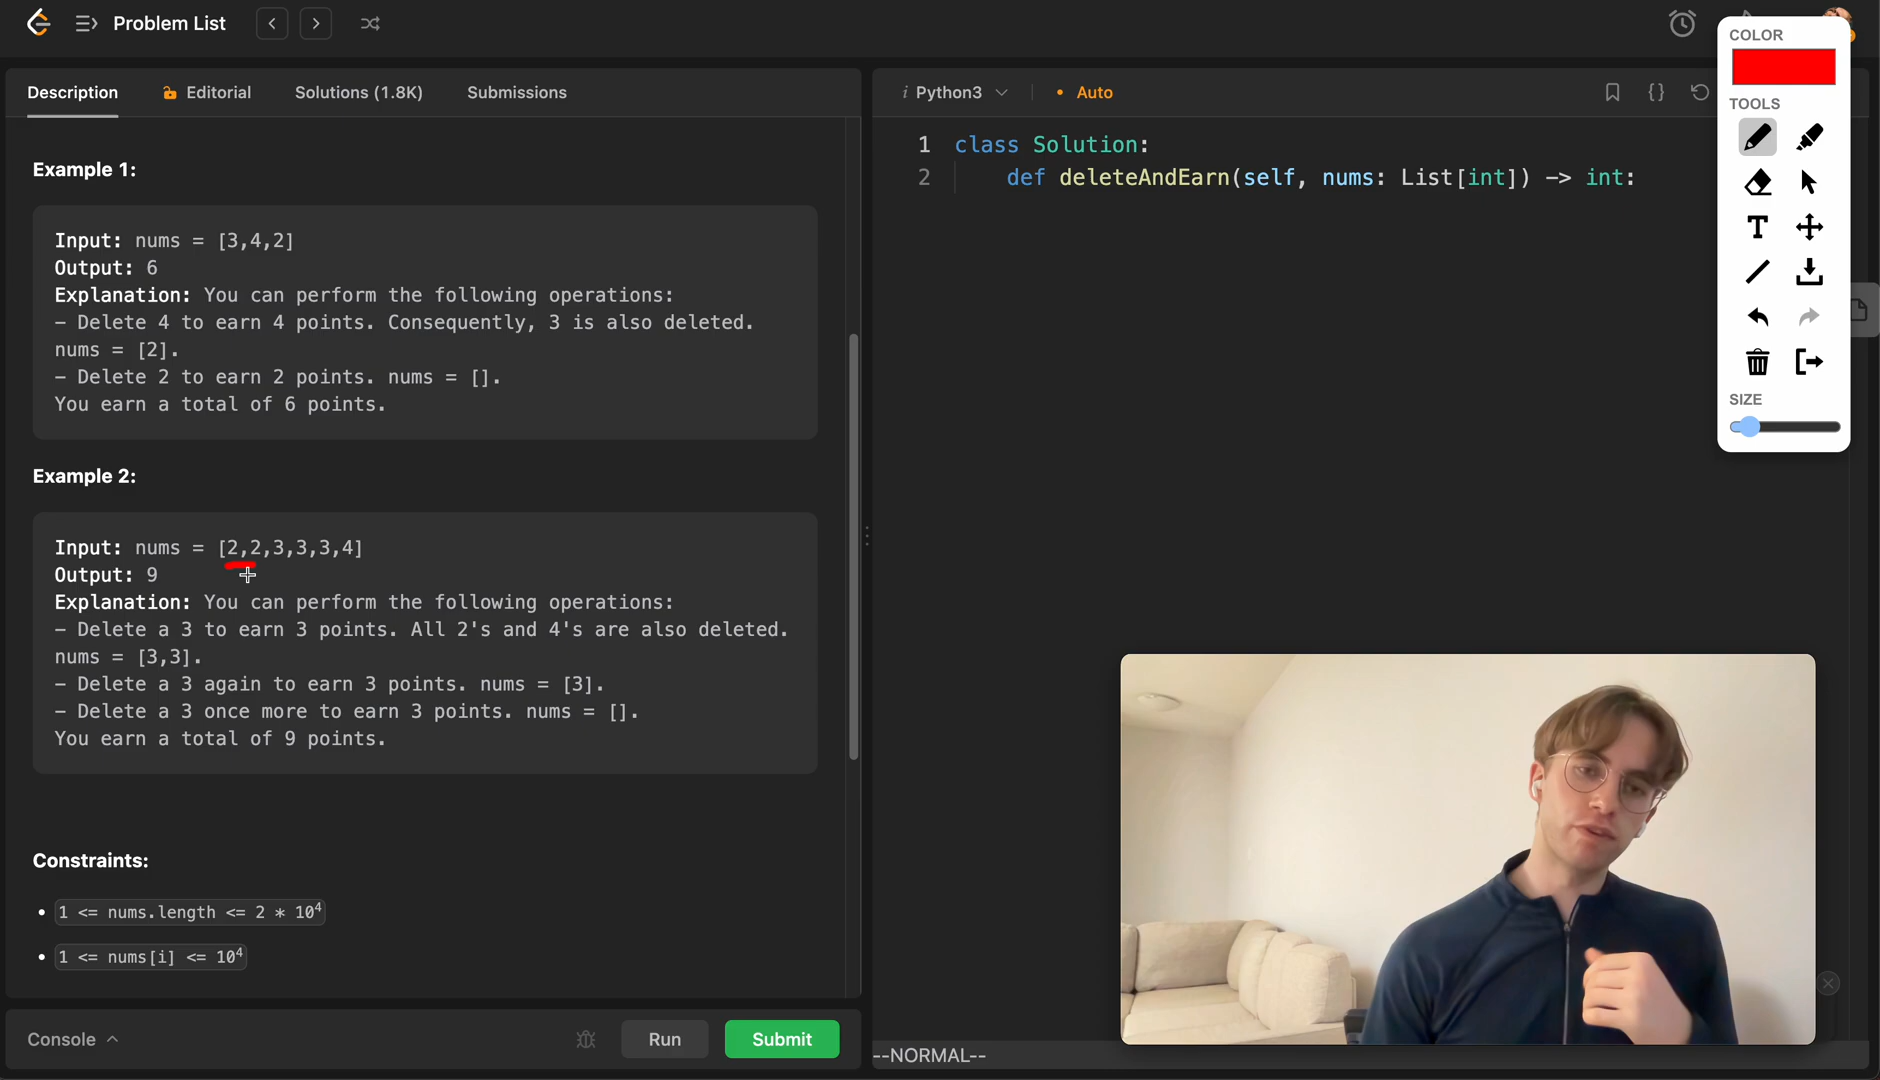 Problem List
COLOR
TOOLS
T
SIZE
Description
Editorial
Solutions (1.8K)
Submissions
Example 1:
Input: nums = [3,4,2]
Output: 6
Explanation: You can perform the following operations:
- Delete 4 to earn 4 points. Consequently, 3 is also deleted.
nums = [2].
- Delete 2 to earn 2 points. nums = [].
You earn a total of 6 points.
Example 2:
Input: nums = [2,2,3,3,3,4]
Output: 9
Explanation: You can perform the following operations:
- Delete a 3 to earn 3 points. All 2's and 4's are also deleted.
nums = [3,3].
- Delete a 3 again to earn 3 points. nums = [3].
- Delete a 3 once more to earn 3 points. nums = [].
You earn a total of 9 points.
Constraints:
• 1 <= nums.length <= 2 * 10⁴
• 1 <= nums[i] <= 10⁴
Console
Run
Submit
i Python3
• Auto
{}
1 class Solution:
2 def deleteAndEarn(self, nums: List[int]) -> int:
--NORMAL--